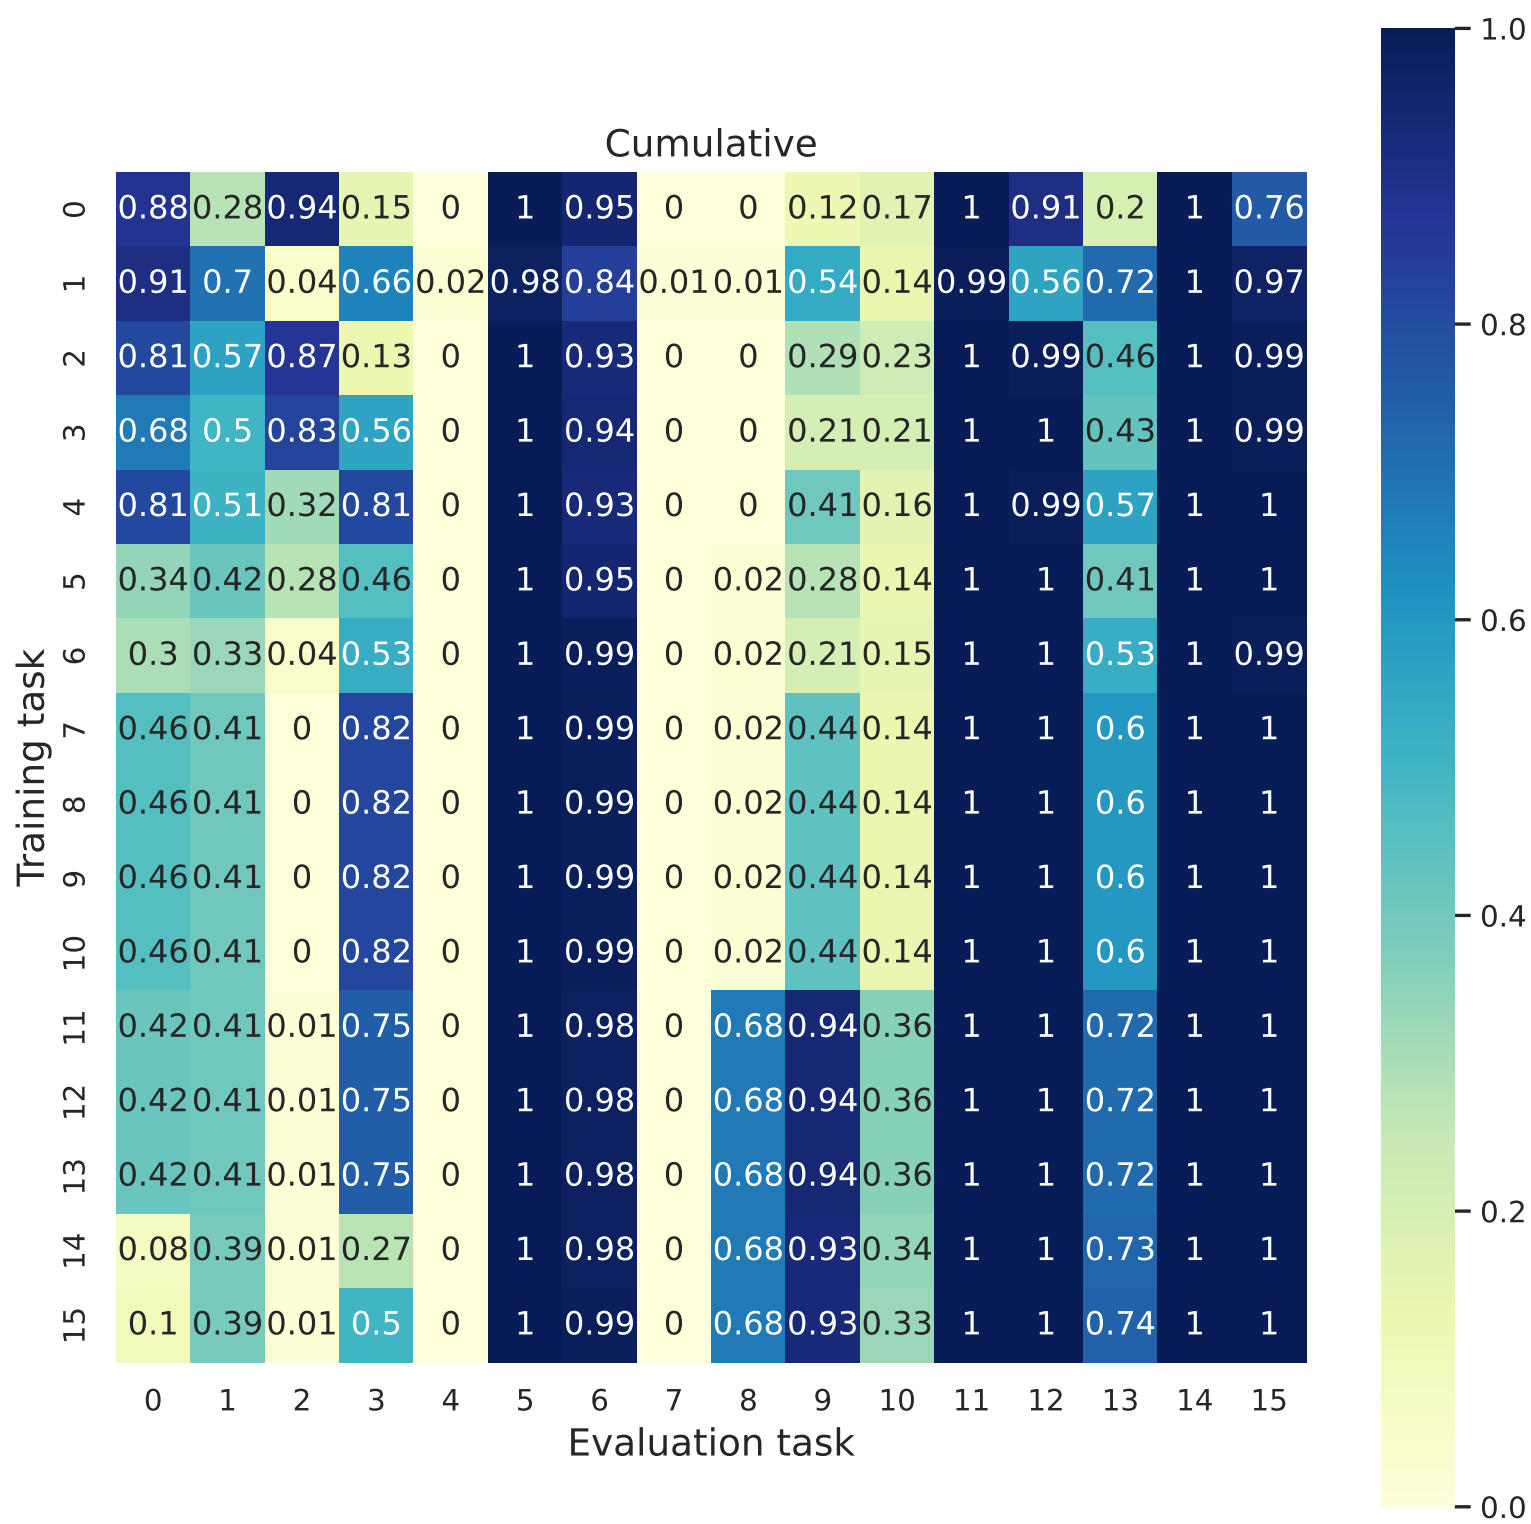 Cumulative
0 0.88 0.28 0.94 0.15 0 1 0.95 0 0 0.12 0.17 1 0.91 0.2 1 0.76
1 0.91 0.7 0.04 0.66 0.02 0.98 0.84 0.01 0.01 0.54 0.14 0.99 0.56 0.72 1 0.97
2 0.81 0.57 0.87 0.13 0 1 0.93 0 0 0.29 0.23 1 0.99 0.46 1 0.99
3 0.68 0.5 0.83 0.56 0 1 0.94 0 0 0.21 0.21 1 1 0.43 1 0.99
4 0.81 0.51 0.32 0.81 0 1 0.93 0 0 0.41 0.16 1 0.99 0.57 1 1
5 0.34 0.42 0.28 0.46 0 1 0.95 0 0.02 0.28 0.14 1 1 0.41 1 1
6 0.3 0.33 0.04 0.53 0 1 0.99 0 0.02 0.21 0.15 1 1 0.53 1 0.99
7 0.46 0.41 0 0.82 0 1 0.99 0 0.02 0.44 0.14 1 1 0.6 1 1
8 0.46 0.41 0 0.82 0 1 0.99 0 0.02 0.44 0.14 1 1 0.6 1 1
9 0.46 0.41 0 0.82 0 1 0.99 0 0.02 0.44 0.14 1 1 0.6 1 1
10 0.46 0.41 0 0.82 0 1 0.99 0 0.02 0.44 0.14 1 1 0.6 1 1
11 0.42 0.41 0.01 0.75 0 1 0.98 0 0.68 0.94 0.36 1 1 0.72 1 1
12 0.42 0.41 0.01 0.75 0 1 0.98 0 0.68 0.94 0.36 1 1 0.72 1 1
13 0.42 0.41 0.01 0.75 0 1 0.98 0 0.68 0.94 0.36 1 1 0.72 1 1
14 0.08 0.39 0.01 0.27 0 1 0.98 0 0.68 0.93 0.34 1 1 0.73 1 1
15 0.1 0.39 0.01 0.5 0 1 0.99 0 0.68 0.93 0.33 1 1 0.74 1 1
0 1 2 3 4 5 6 7 8 9 10 11 12 13 14 15
Evaluation task
Training task
1.0
0.8
0.6
0.4
0.2
0.0